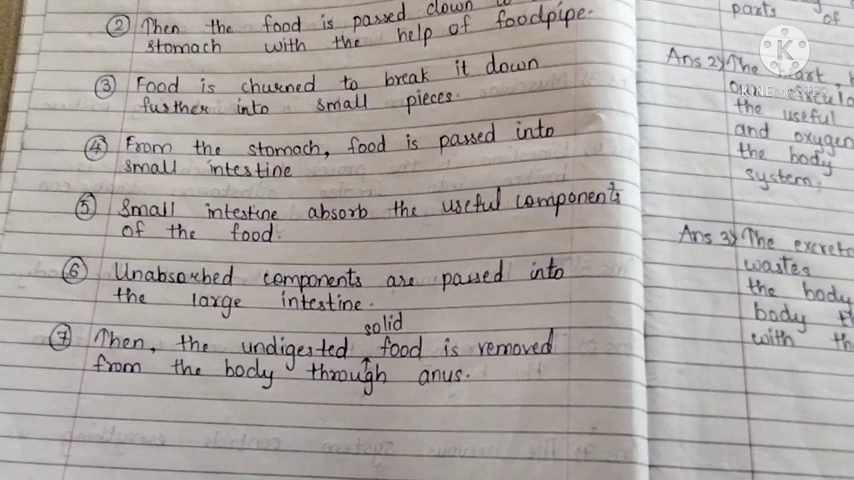 ② Then the food is passed down
stomach with the help of foodpipe.
③ Food is churned to break it down
further into small pieces.
④ From the stomach, food is passed into
small intestine
⑤ Small intestine absorb the useful components
of the food.
⑥ Unabsorbed components are passed into
the large intestine.
solid
⑦ Then, the undigested food is removed
from the body through anus.
parts of
Ans 2) The
the useful
and oxygen
the body
system.
Ans 3) The
wastes
the body
body
with
K
KINEMASTER